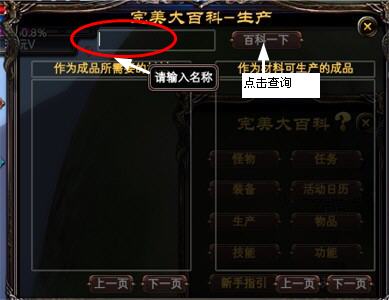 完美大百科-生产
0.8%
玩V
百科一下
请输入名称
点击查询
作为成品所需要的
作为材料可生产的成品
完美大百科?
怪物 任务
装备 活动日历
生产 物品
技能 功能
上一页 下一页 新手指引 上一页 下一页